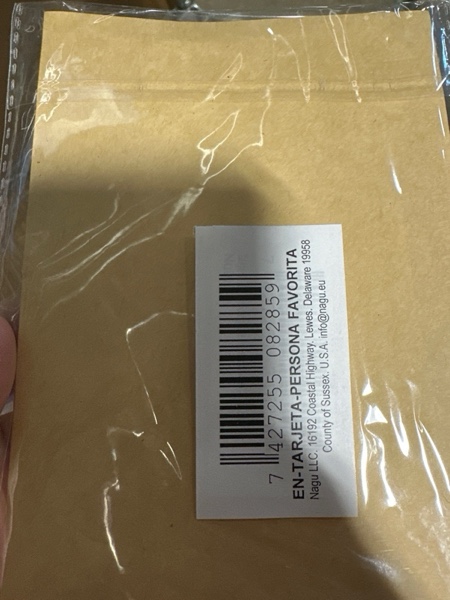 7 427255 082859
EN-TARJETA-PERSONA FAVORITA
Nagu LLC. 16192 Coastal Highway, Lewes. Delaware 19958
County of Sussex. U.S.A. info@nagu.eu